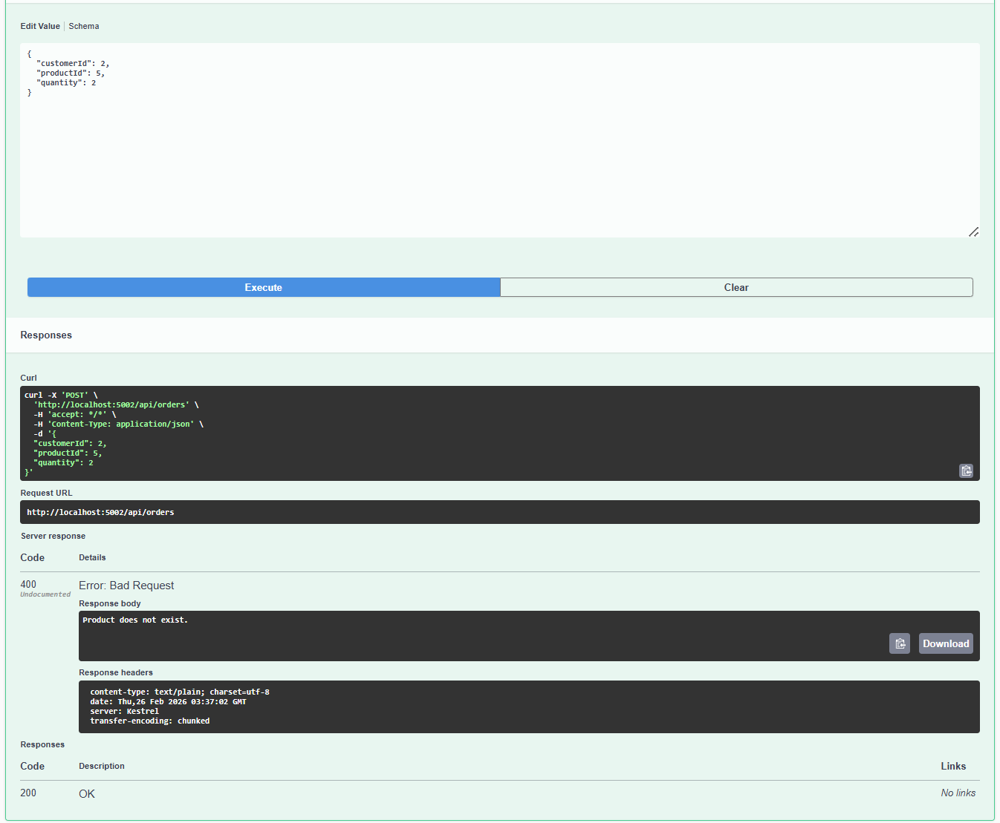 Edit Value | Schema
{
  "customerId": 2,
  "productId": 5,
  "quantity": 2
}
Execute
Clear
Responses
Curl
curl -X 'POST' \
  'http://localhost:5002/api/orders' \
  -H 'accept: */*' \
  -H 'Content-Type: application/json' \
  -d '{
  "customerId": 2,
  "productId": 5,
  "quantity": 2
}'
Request URL
http://localhost:5002/api/orders
Server response
Code Details
400 Error: Bad Request
Undocumented
Response body
Product does not exist.
Download
Response headers
content-type: text/plain; charset=utf-8
date: Thu,26 Feb 2026 03:37:02 GMT
server: Kestrel
transfer-encoding: chunked
Responses
Code Description Links
200 OK No links